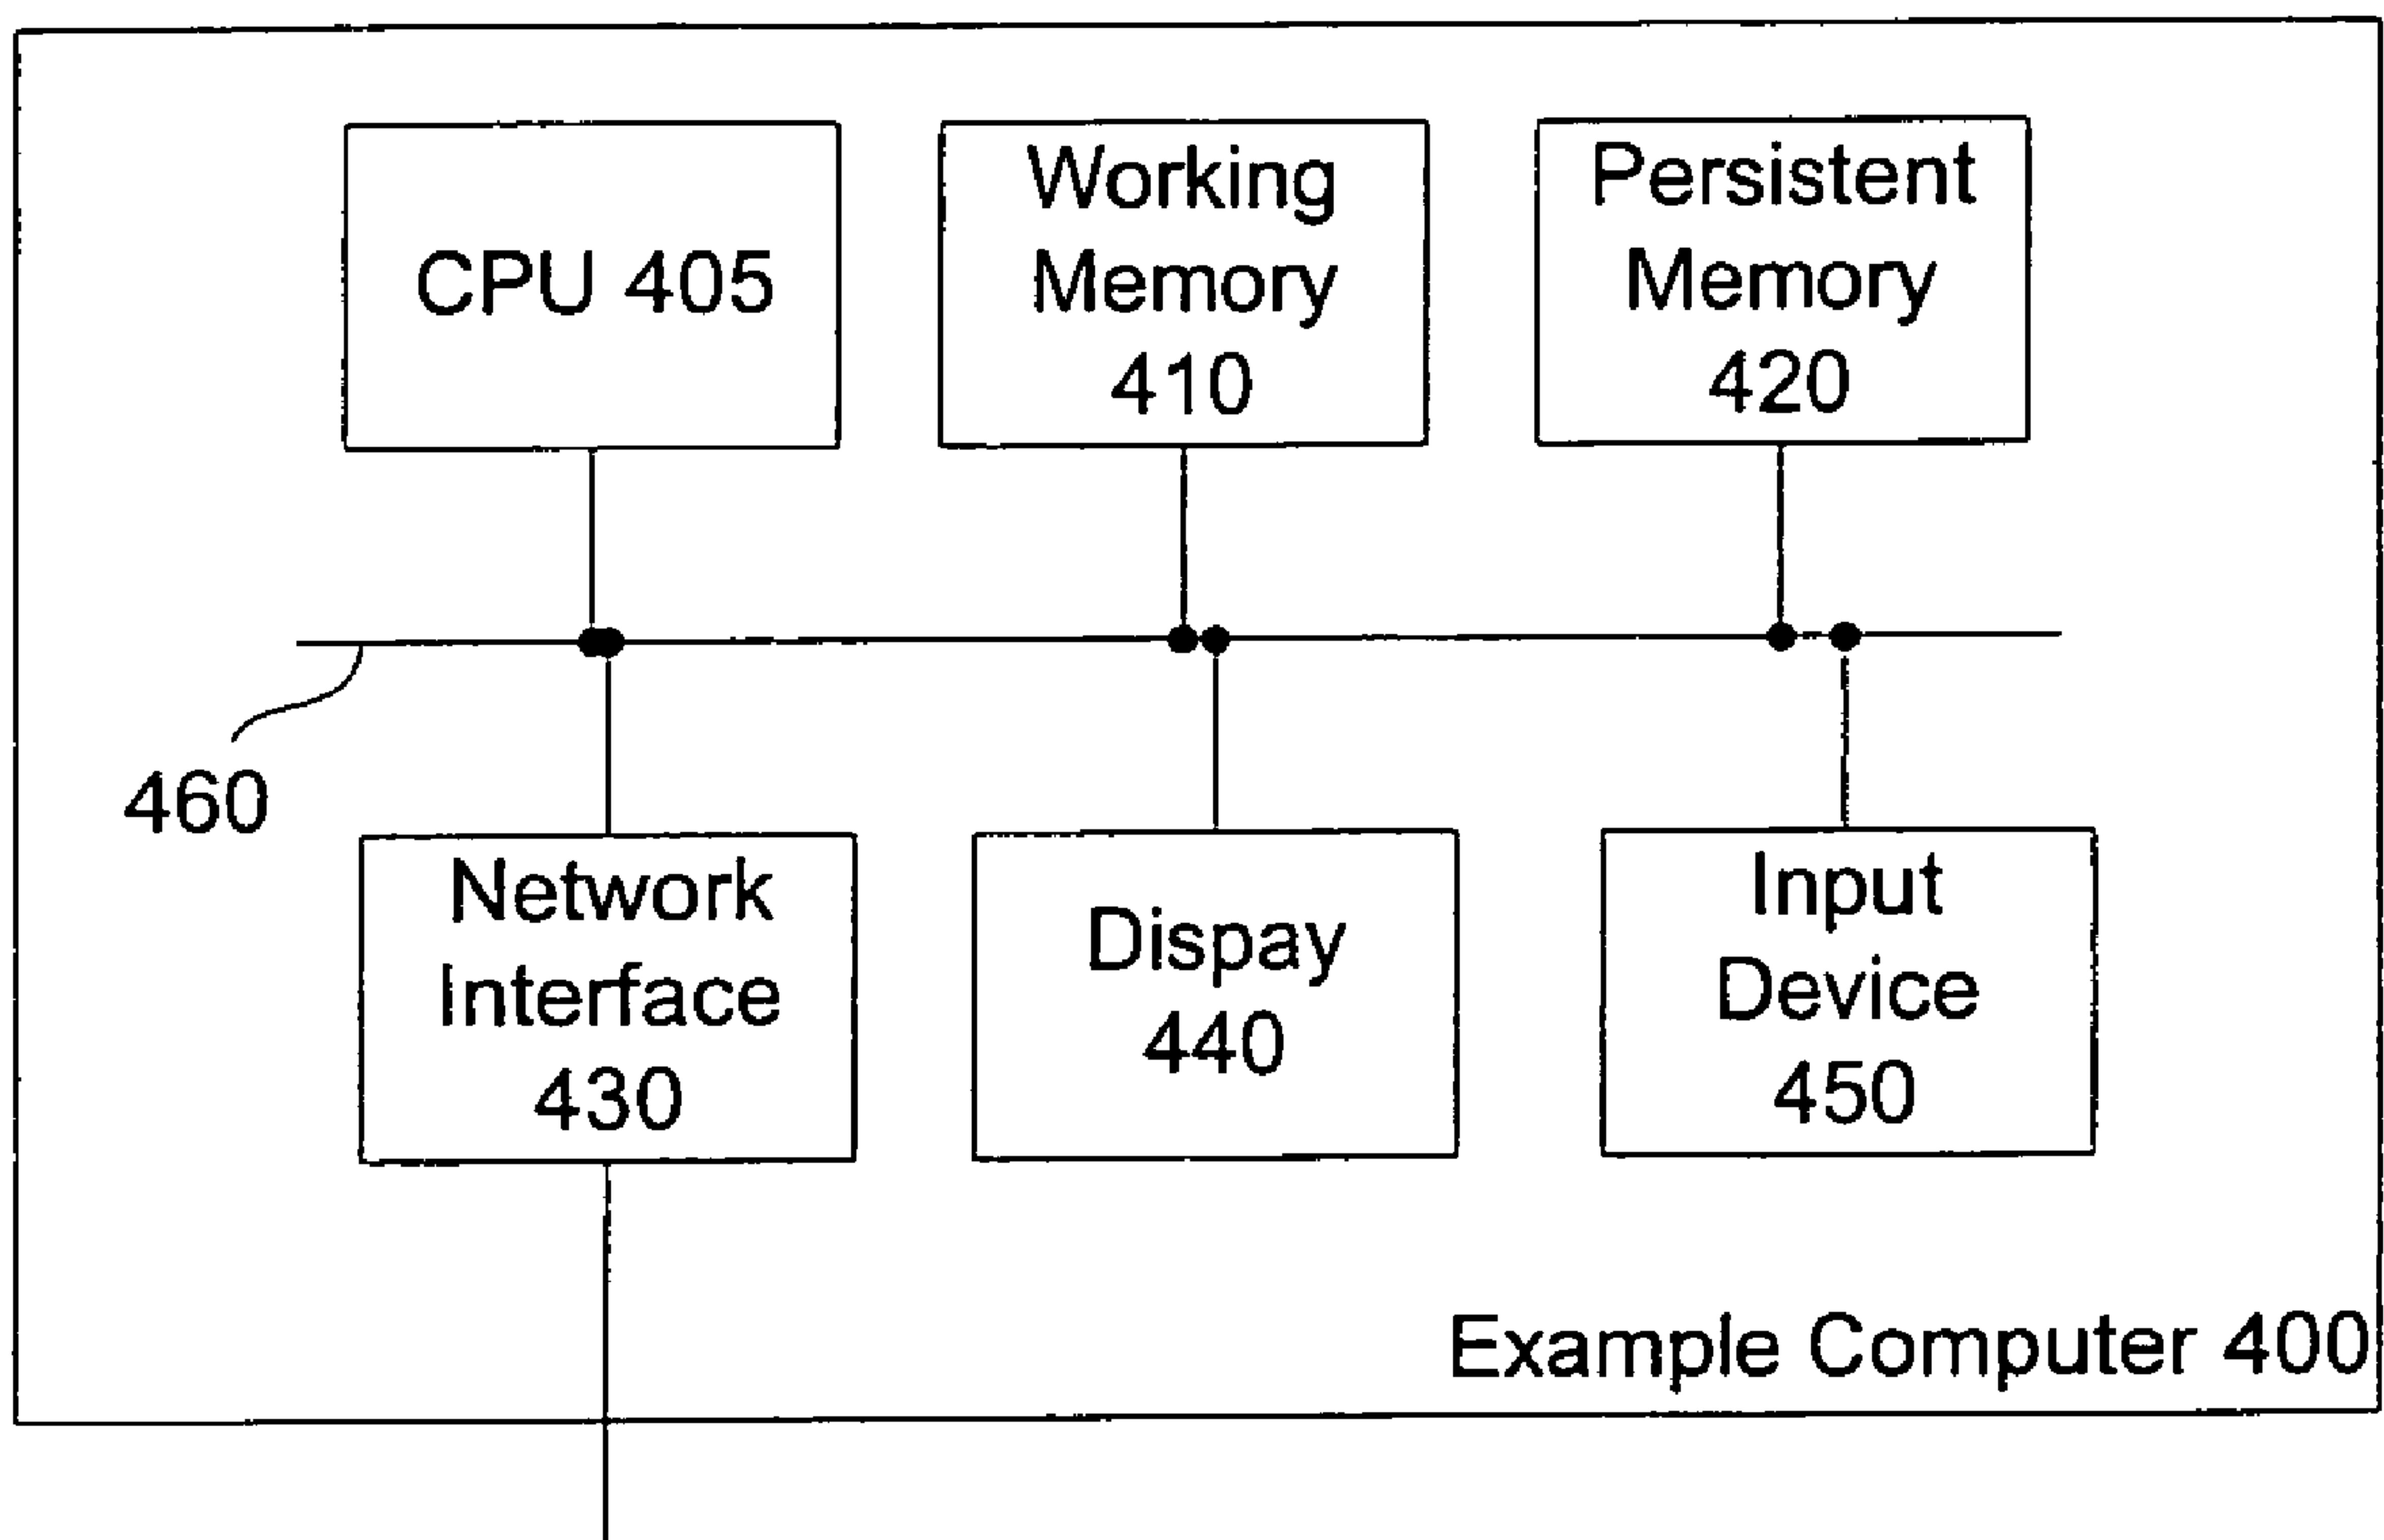 CPU 405
Working
Memory
410
Persistent
Memory
420
460
Network
Interface
430
Dispay
440
Input
Device
450
Example Computer 400